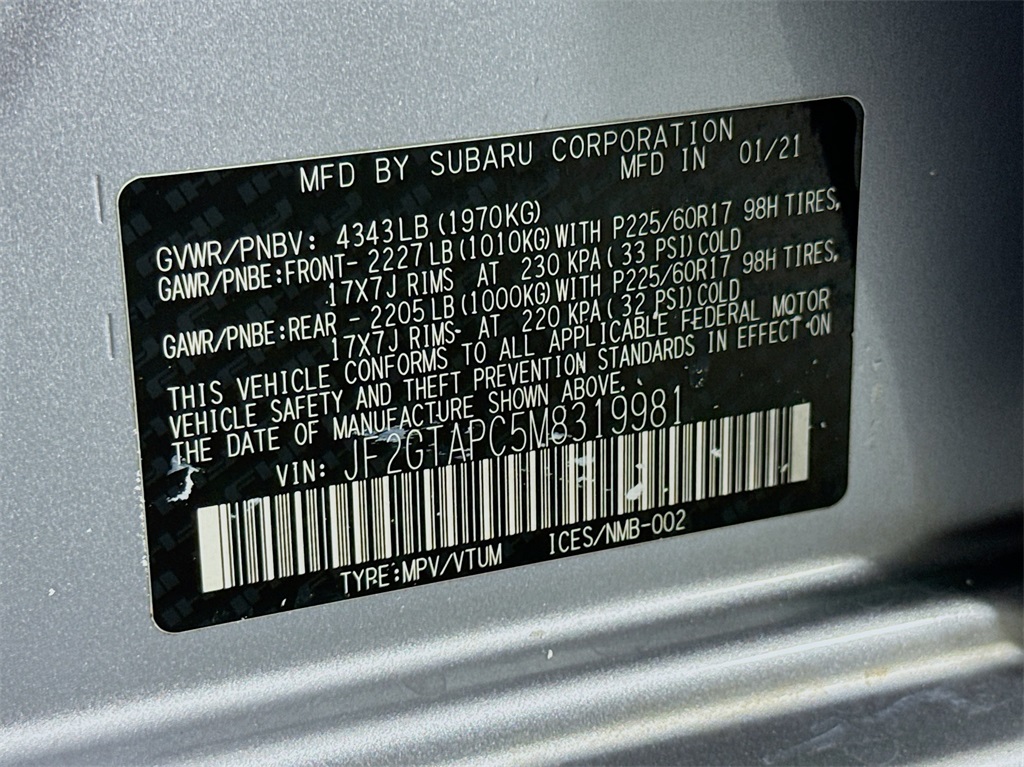 MFD BY SUBARU CORPORATION
MFD IN 01/21
GVWR/PNBV: 4343LB (1970KG)
GAWR/PNBE:FRONT- 2227LB (1010KG) WITH P225/60R17 98H TIRES,
17X7J RIMS AT 230 KPA( 33 PSI)COLD
GAWR/PNBE:REAR - 2205LB (1000KG) WITH P225/60R17 98H TIRES,
17X7J RIMS AT 220 KPA( 32 PSI)COLD
THIS VEHICLE CONFORMS TO ALL APPLICABLE FEDERAL MOTOR
VEHICLE SAFETY AND THEFT PREVENTION STANDARDS IN EFFECT ON
THE DATE OF MANUFACTURE SHOWN ABOVE.
VIN: JF2GTAPC5M8319981
TYPE:MPV/VTUM ICES/NMB-002